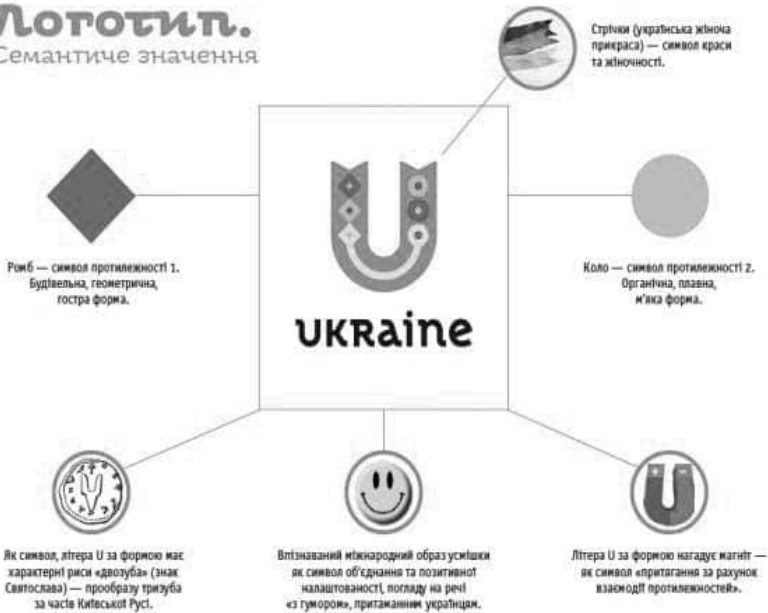 Логотип.
Семантиче значення
Стрічки (українська жіноча
прикраса) — символ краси
та жіночності.
Ромб — символ протилежності 1.
Будівельна, геометрична,
гостра форма.
Коло — символ протилежності 2.
Органічна, плавна,
м'яка форма.
UKRaine
Як символ, літера U за формою має
характерні риси «двозуба» (знак
Святослава) — прообразу тризуба
за часів Київської Русі.
Впізнаваний міжнародний образ усмішки
як символ об'єднання та позитивної
налаштованості, погляду на речі
«з гумором», притаманним українцям.
Літера U за формою нагадує магніт —
як символ «притягання за рахунок
взаємодії протилежностей».